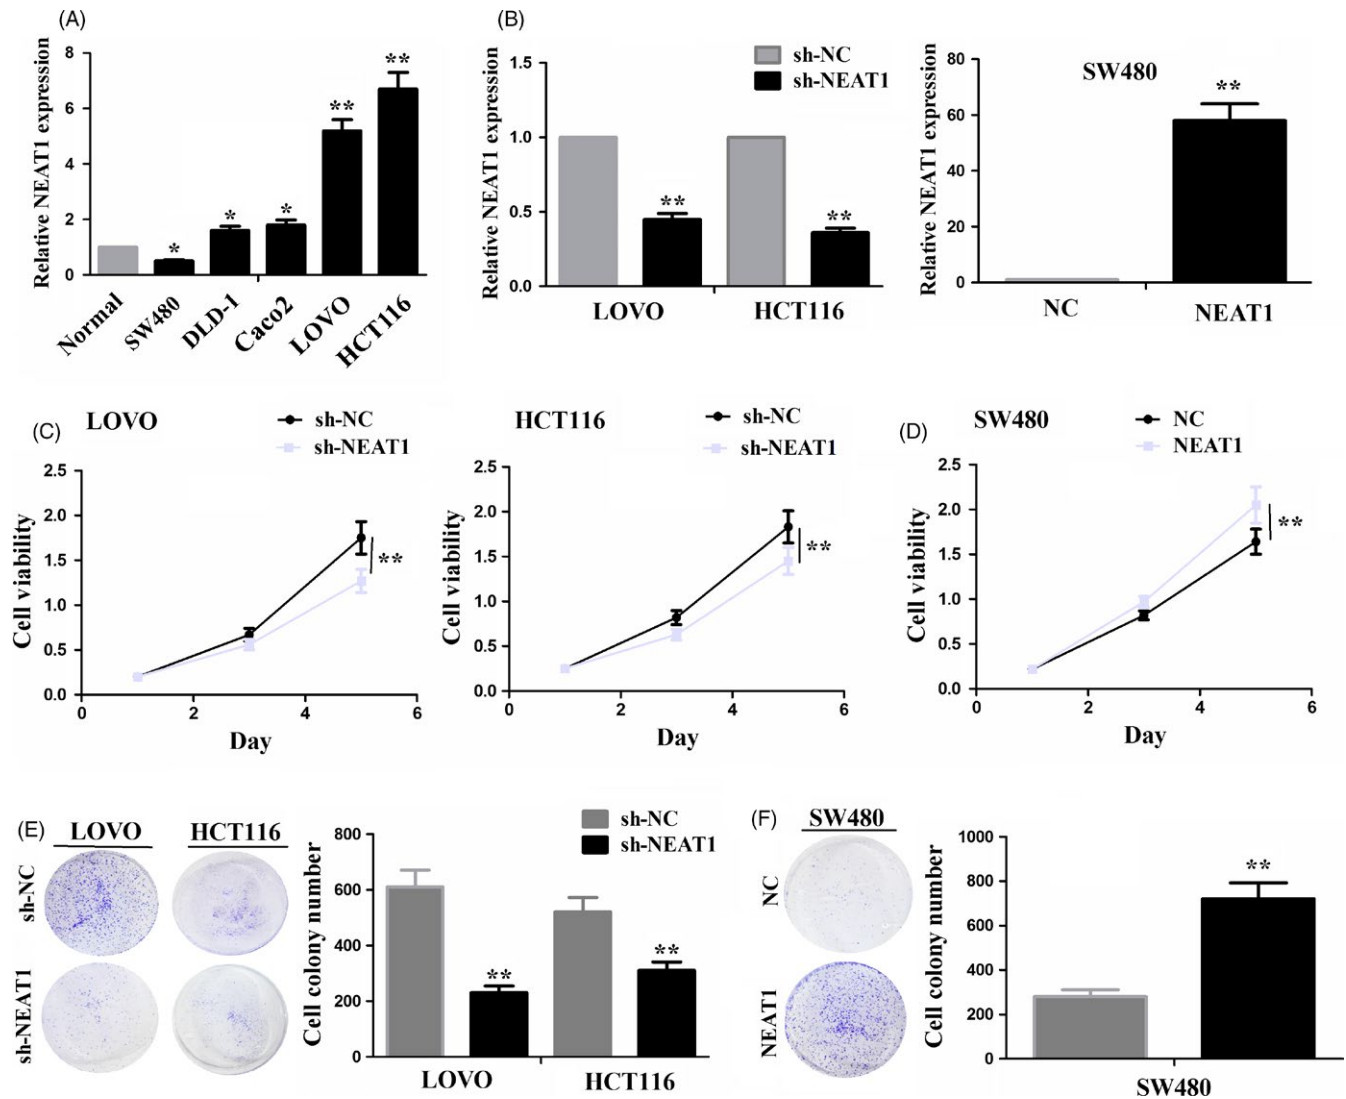 (A)
Relative NEAT1 expression
8
6
4
2
0
*
*
*
**
**
Normal
SW480
DLD-1
Caco2
LOVO
HCT116
(B)
Relative NEAT1 expression
1.5
1.0
0.5
0.0
sh-NC
sh-NEAT1
**
**
LOVO
HCT116
Relative NEAT1 expression
80
60
40
20
0
SW480
**
NC
NEAT1
(C)
LOVO
sh-NC
sh-NEAT1
Cell viability
2.5
2.0
1.5
1.0
0.5
0.0
**
0
2
4
6
Day
HCT116
sh-NC
sh-NEAT1
Cell viability
2.5
2.0
1.5
1.0
0.5
0.0
**
0
2
4
6
Day
(D)
SW480
NC
NEAT1
Cell viability
2.5
2.0
1.5
1.0
0.5
0.0
**
0
2
4
6
Day
(E)
LOVO
HCT116
sh-NC
sh-NEAT1
Cell colony number
800
600
400
200
0
sh-NC
sh-NEAT1
**
**
LOVO
HCT116
(F)
SW480
NC
NEAT1
Cell colony number
1000
800
600
400
200
0
**
SW480